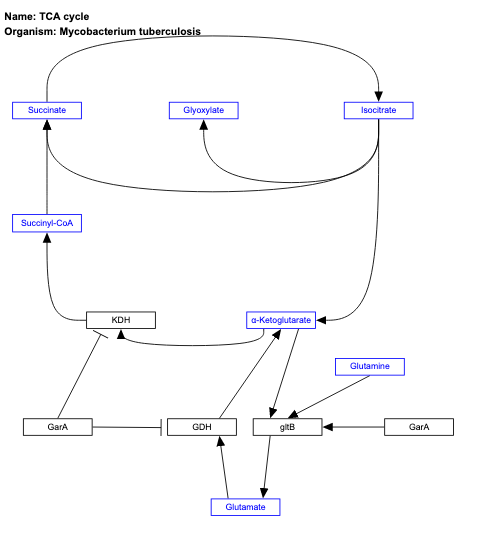 Name: TCA cycle
Organism: Mycobacterium tuberculosis
Succinate
Glyoxylate
Isocitrate
Succinyl-CoA
KDH
α-Ketoglutarate
Glutamine
GarA
GDH
gltB
GarA
Glutamate